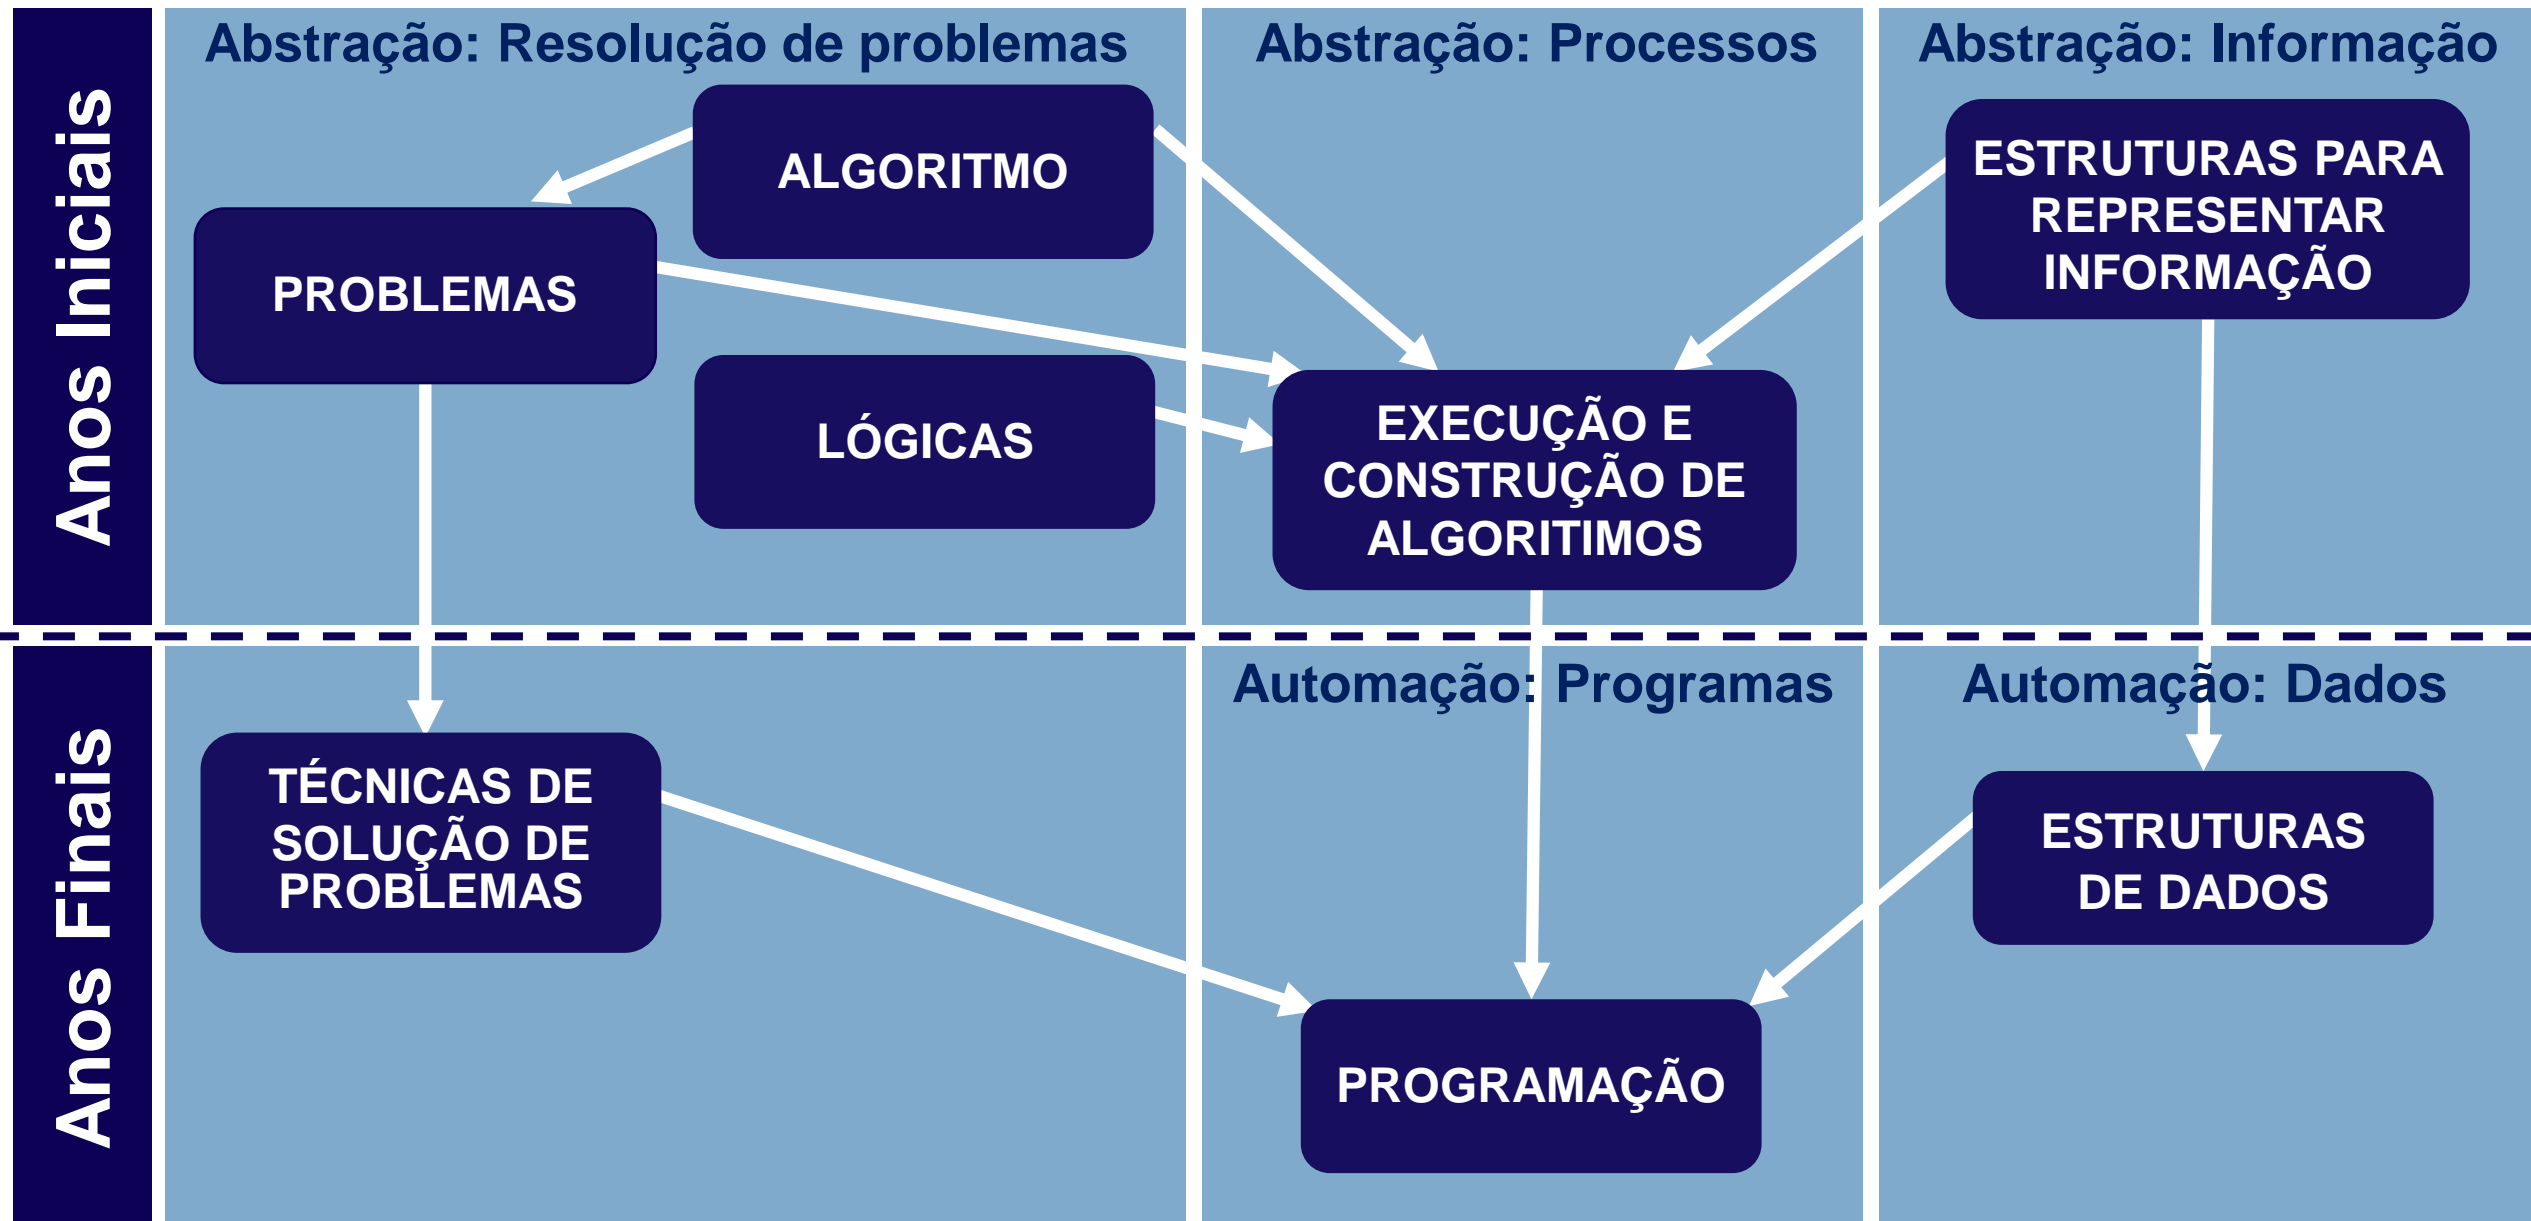 Anos Iniciais
Abstração: Resolução de problemas
ALGORITMO
PROBLEMAS
LÓGICAS
Abstração: Processos
EXECUÇÃO E
CONSTRUÇÃO DE
ALGORITIMOS
Abstração: Informação
ESTRUTURAS PARA
REPRESENTAR
INFORMAÇÃO
Anos Finais
TÉCNICAS DE
SOLUÇÃO DE
PROBLEMAS
Automação: Programas
PROGRAMAÇÃO
Automação: Dados
ESTRUTURAS
DE DADOS